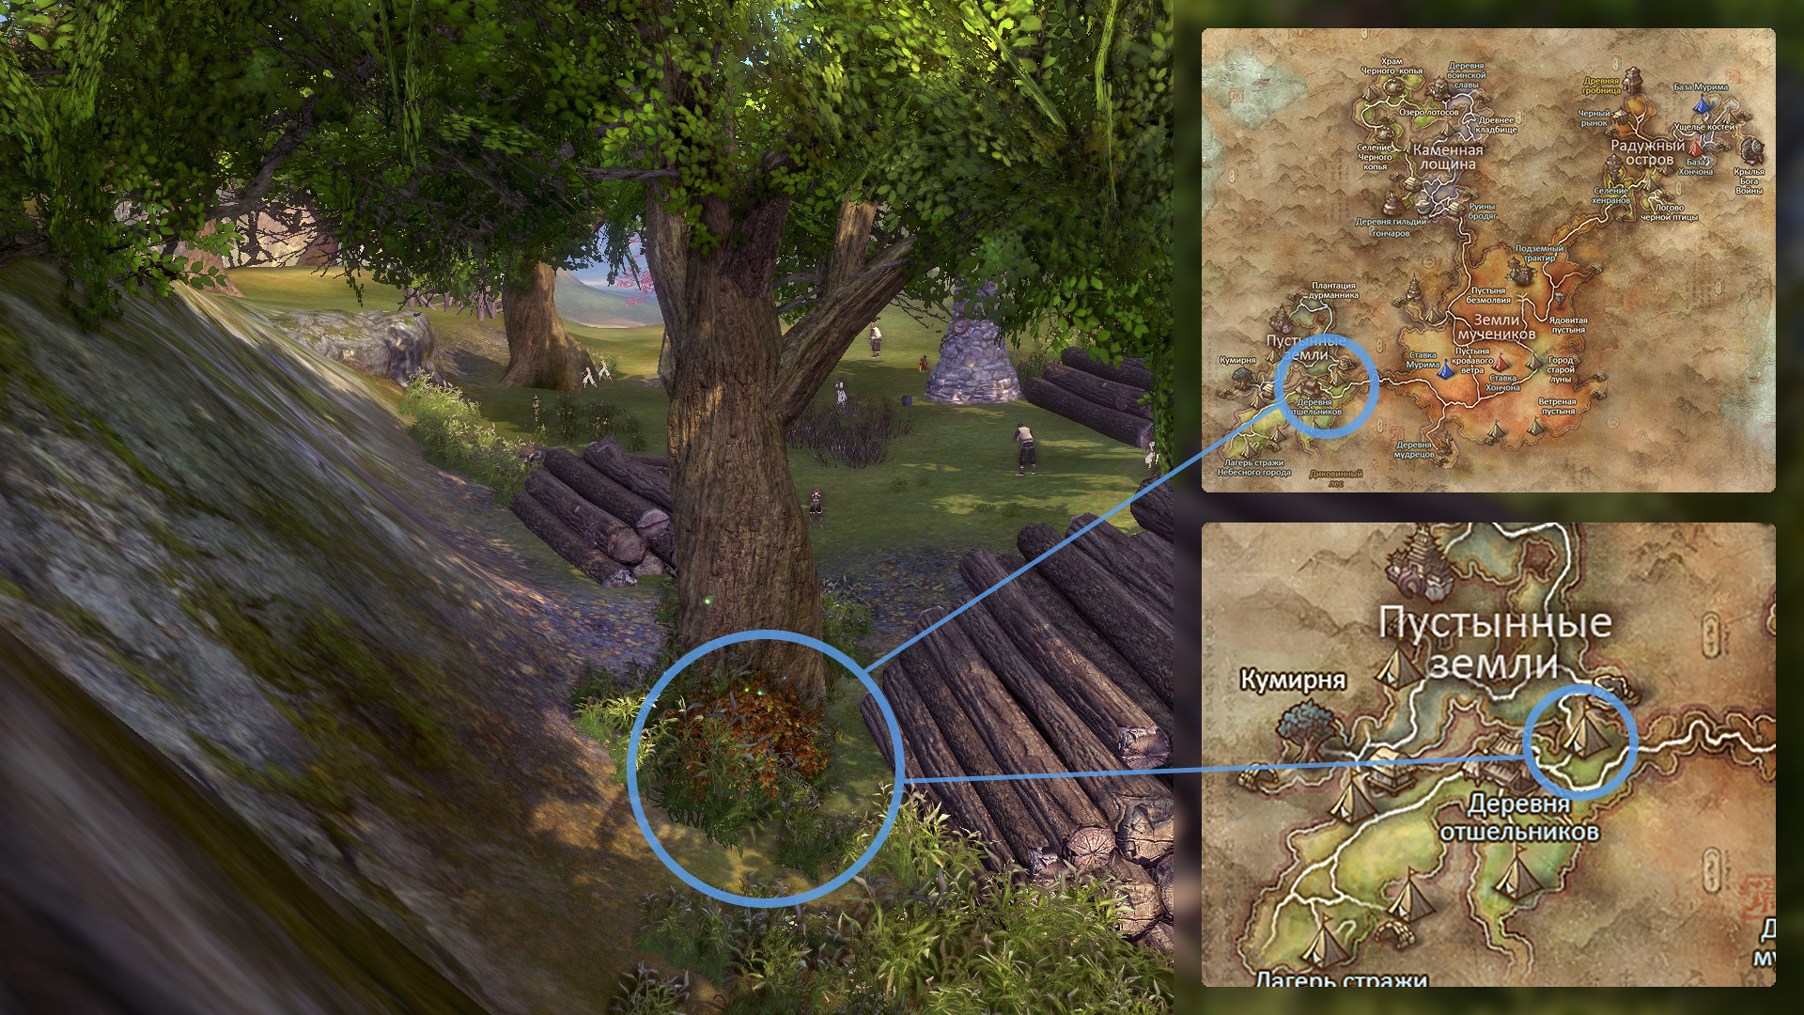 Храм
Черного копья
Деревня
воинской
славы
Озеро лотосов
Древнее
кладбище
Селение
Черного
копья
Каменная
лощина
Деревня гильдии
гончаров
Руины
бродяг
Древняя
гробница
База Мурима
Черный
рынок
Ущелье костей
Радужный
остров
База
Хончона
Крылья
Бога
Войны
Селение
хенранов
Логово
черной птицы
Подземный
трактир
Плантация
дурманника
Пустыня
безмолвия
Земли
мучеников
Ядовитая
пустыня
Пустынные
земли
Кумирня
Ставка
Мурима
Пустыня
кровавого
ветра
Ставка
Хончона
Город
старой
луны
Деревня
отшельников
Ветреная
пустыня
Деревня
мудрецов
Лагерь стражи
Небесного города
Диковинный
лес
Пустынные
земли
Кумирня
Деревня
отшельников
Лагерь стражи
Д
му